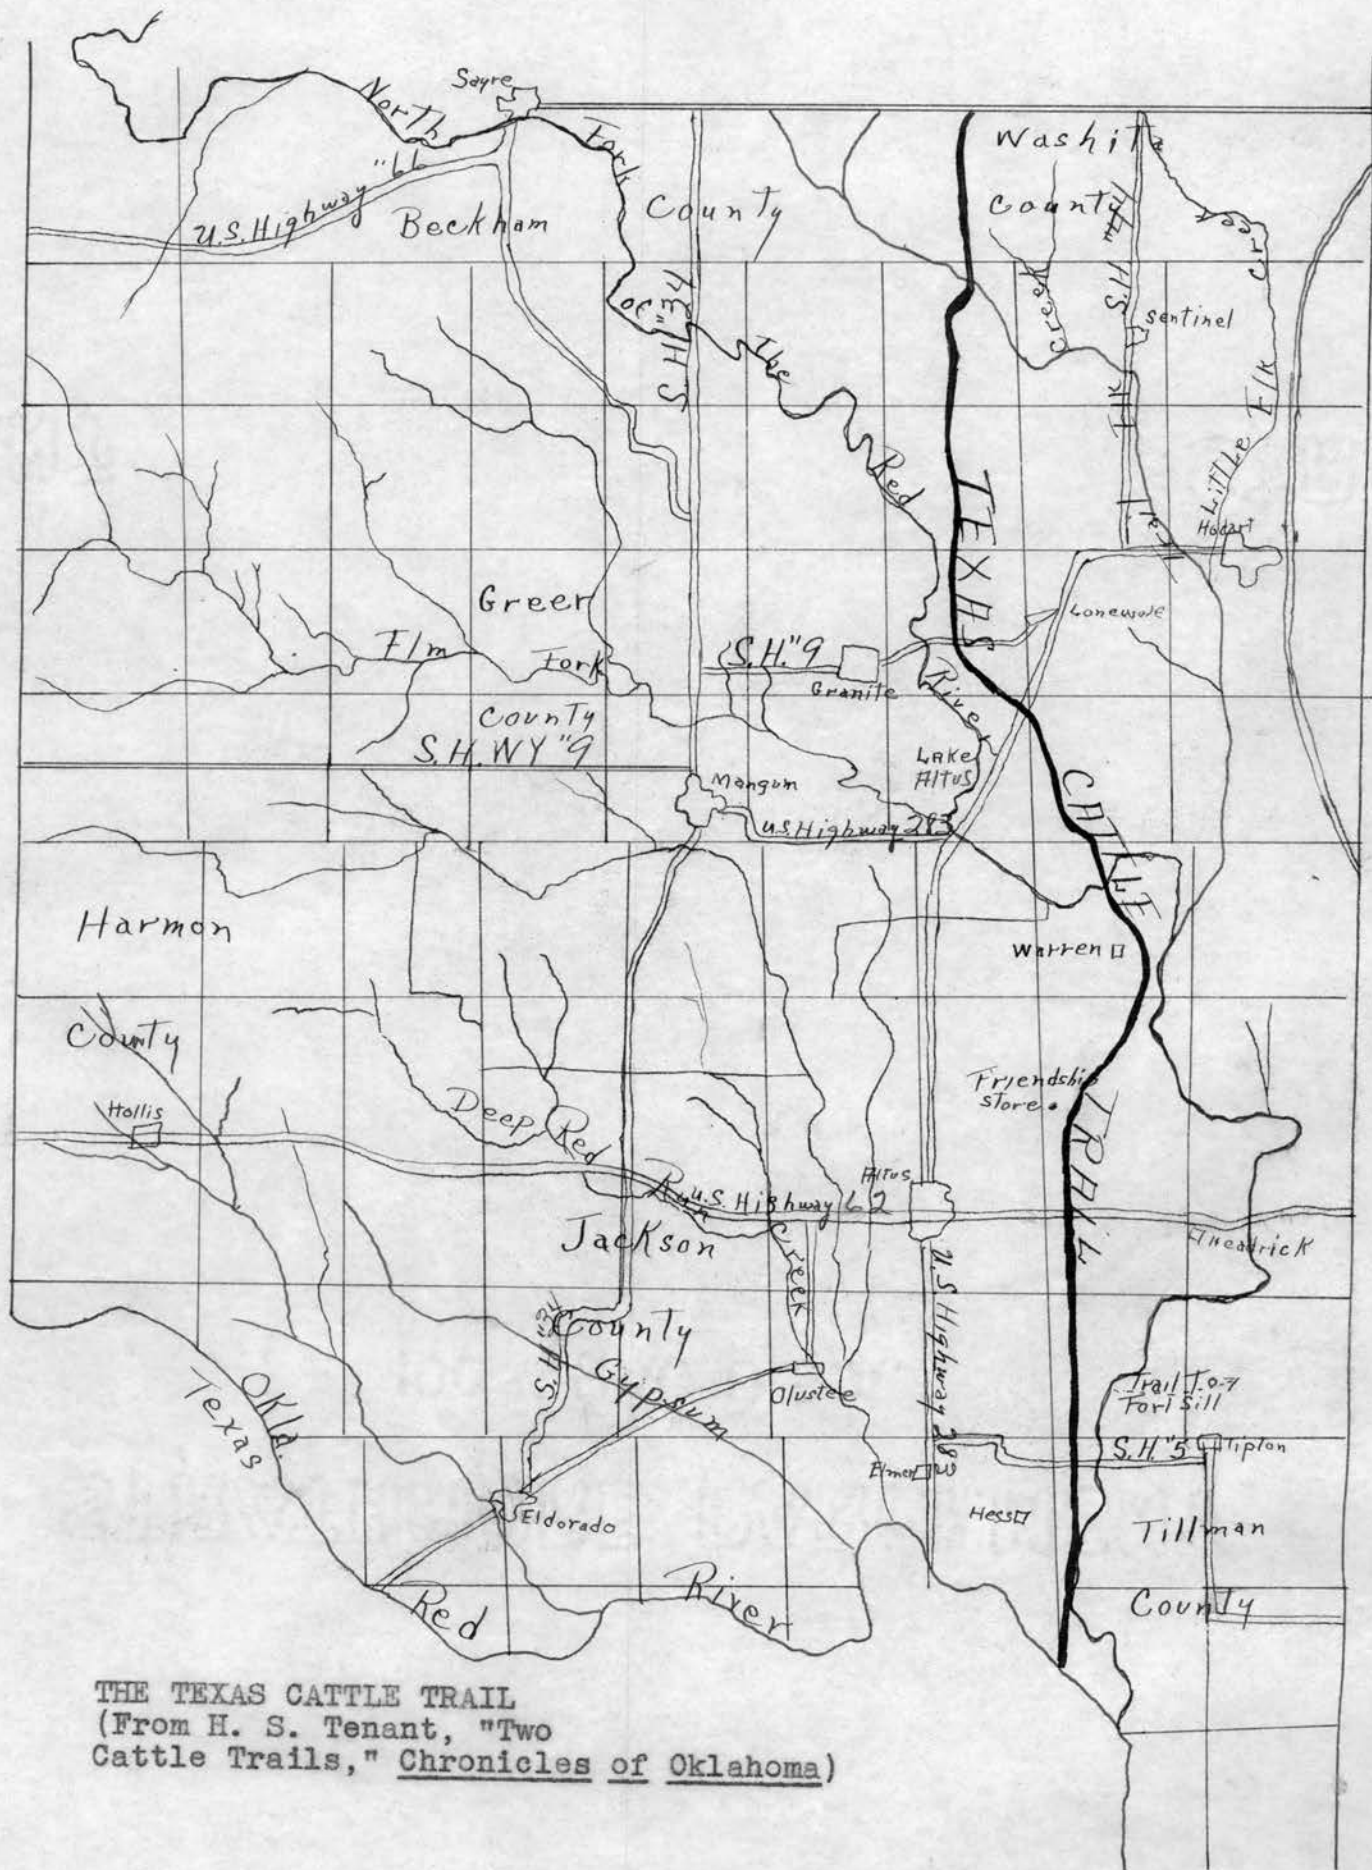 Sayre
North
Fork
U.S. Highway "66
Beckham
County
Washita
County
S.H "34
of
The
Red
River
Creek
Sentinel
Creek
Elk
Little Elk
TEXAS
CATTLE
TRAIL
Greer
County
Elm
Fork
S.H. "9
Granite
Lonewolf
S.H.WY "9
Mangum
LAKE
Altus
U.S. Highway 283
Harmon
County
Warren
Friendship
Store
Hollis
Deep Red
Run
Creek
U.S. Highway 62
Altus
Headrick
Jackson
County
S.H. "34
Gypsum
Olustee
U.S Highway 283
Trail To
Fort Sill
S.H. "5
Tipton
Elmer
Hess
Okla.
Texas
Eldorado
Tillman
County
Red
River
THE TEXAS CATTLE TRAIL
(From H. S. Tenant, "Two
Cattle Trails," Chronicles of Oklahoma)